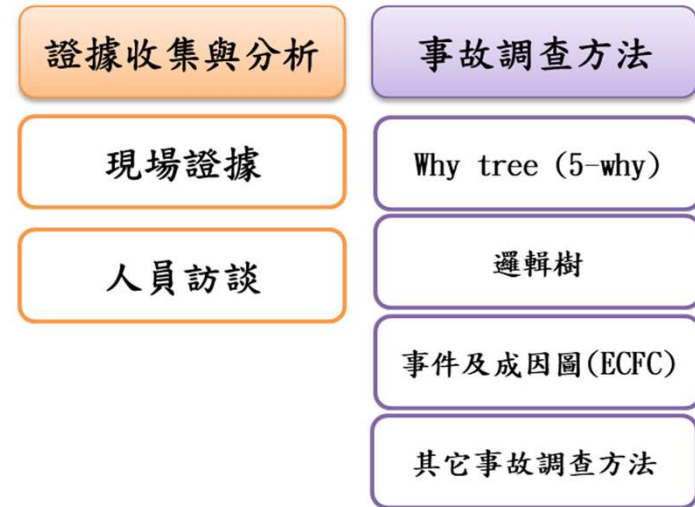 證據收集與分析
現場證據
人員訪談
事故調查方法
Why tree (5-why)
邏輯樹
事件及成因圖(ECFC)
其它事故調查方法